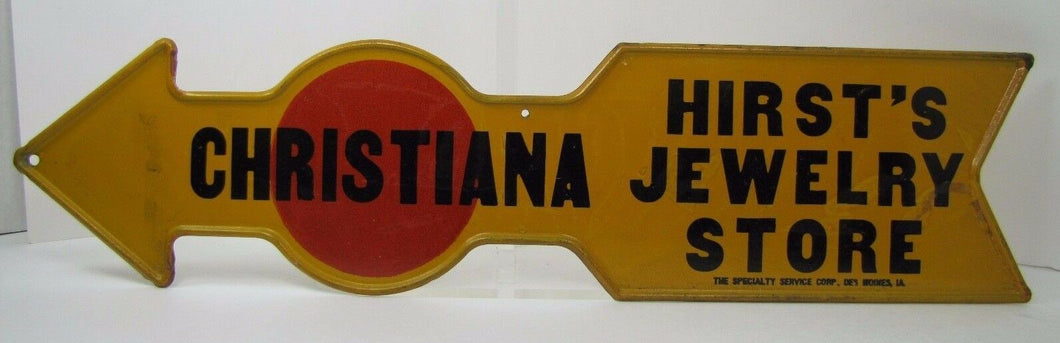 CHRISTIANA
HIRST'S
JEWELRY
STORE
THE SPECIALTY SERVICE CORP., DES MOINES, IA.